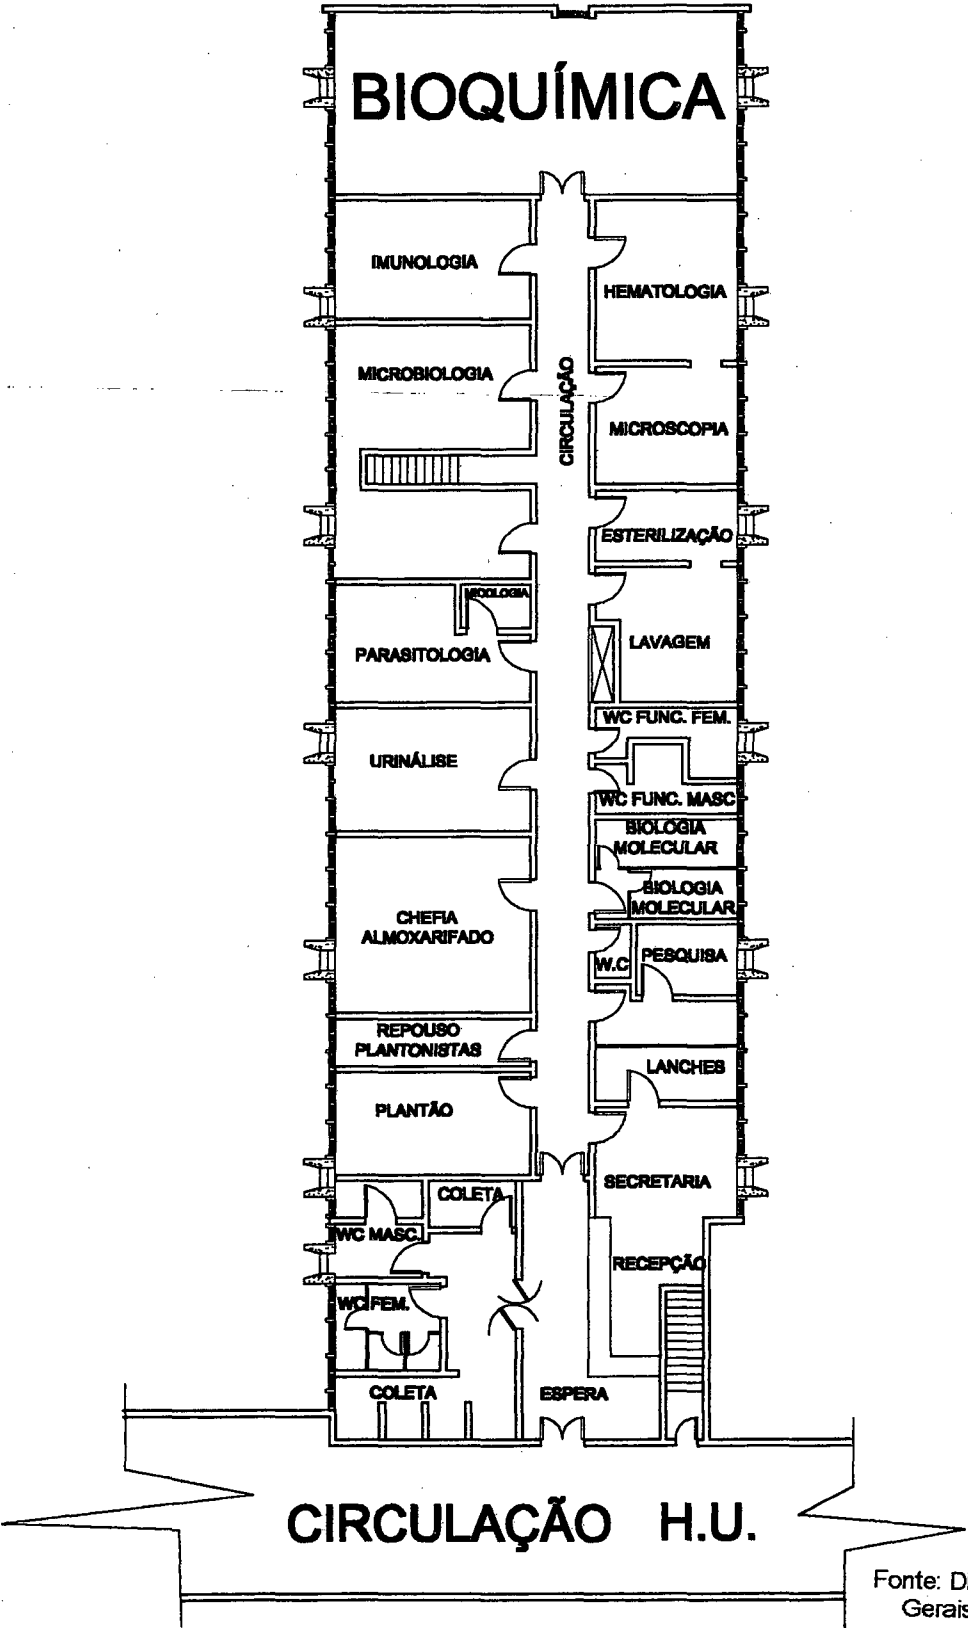 BIOQUÍMICA
IMUNOLOGIA
HEMATOLOGIA
MICROBIOLOGIA
CIRCULAÇÃO
MICROSCOPIA
ESTERILIZAÇÃO
MICOLOGIA
PARASITOLOGIA
LAVAGEM
WC FUNC. FEM.
URINÁLISE
WC FUNC. MASC
BIOLOGIA
MOLECULAR
BIOLOGIA
MOLECULAR
CHEFIA
ALMOXARIFADO
W.C
PESQUISA
REPOUSO
PLANTONISTAS
LANCHES
PLANTÃO
SECRETARIA
COLETA
WC MASC.
RECEPÇÃO
WC FEM.
COLETA
ESPERA
CIRCULAÇÃO H.U.
Fonte:
Gerais